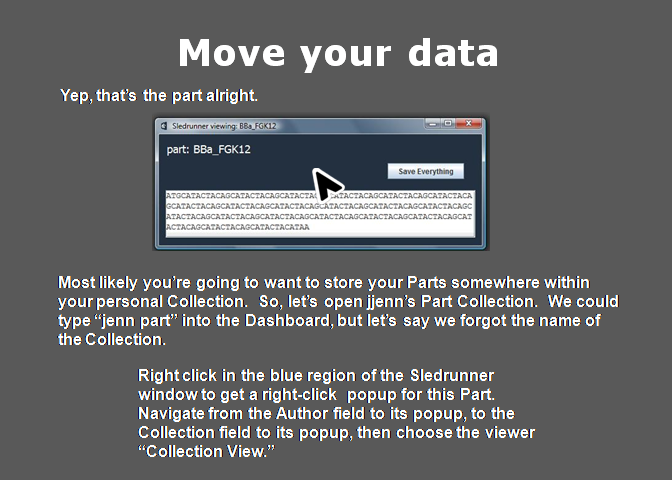 Move your data
Yep, that's the part alright.
Sledrunner viewing: BBa_FGK12
part: BBa_FGK12
Save Everything
ATGCATACTACAGCATACTACAGCATACTACAGCATACTACAGCATACTACAGCATACTACA
GCATACTACAGCATACTACAGCATACTACAGCATACTACAGCATACTACAGCATACTACAGC
ATACTACAGCATACTACAGCATACTACAGCATACTACAGCATACTACAGCATACTACAGCAT
ACTACAGCATACTACAGCATACTACATAA
Most likely you're going to want to store your Parts somewhere within
your personal Collection. So, let's open jjenn's Part Collection. We could
type “jenn part” into the Dashboard, but let's say we forgot the name of
the Collection.
Right click in the blue region of the Sledrunner
window to get a right-click popup for this Part.
Navigate from the Author field to its popup, to the
Collection field to its popup, then choose the viewer
“Collection View.”